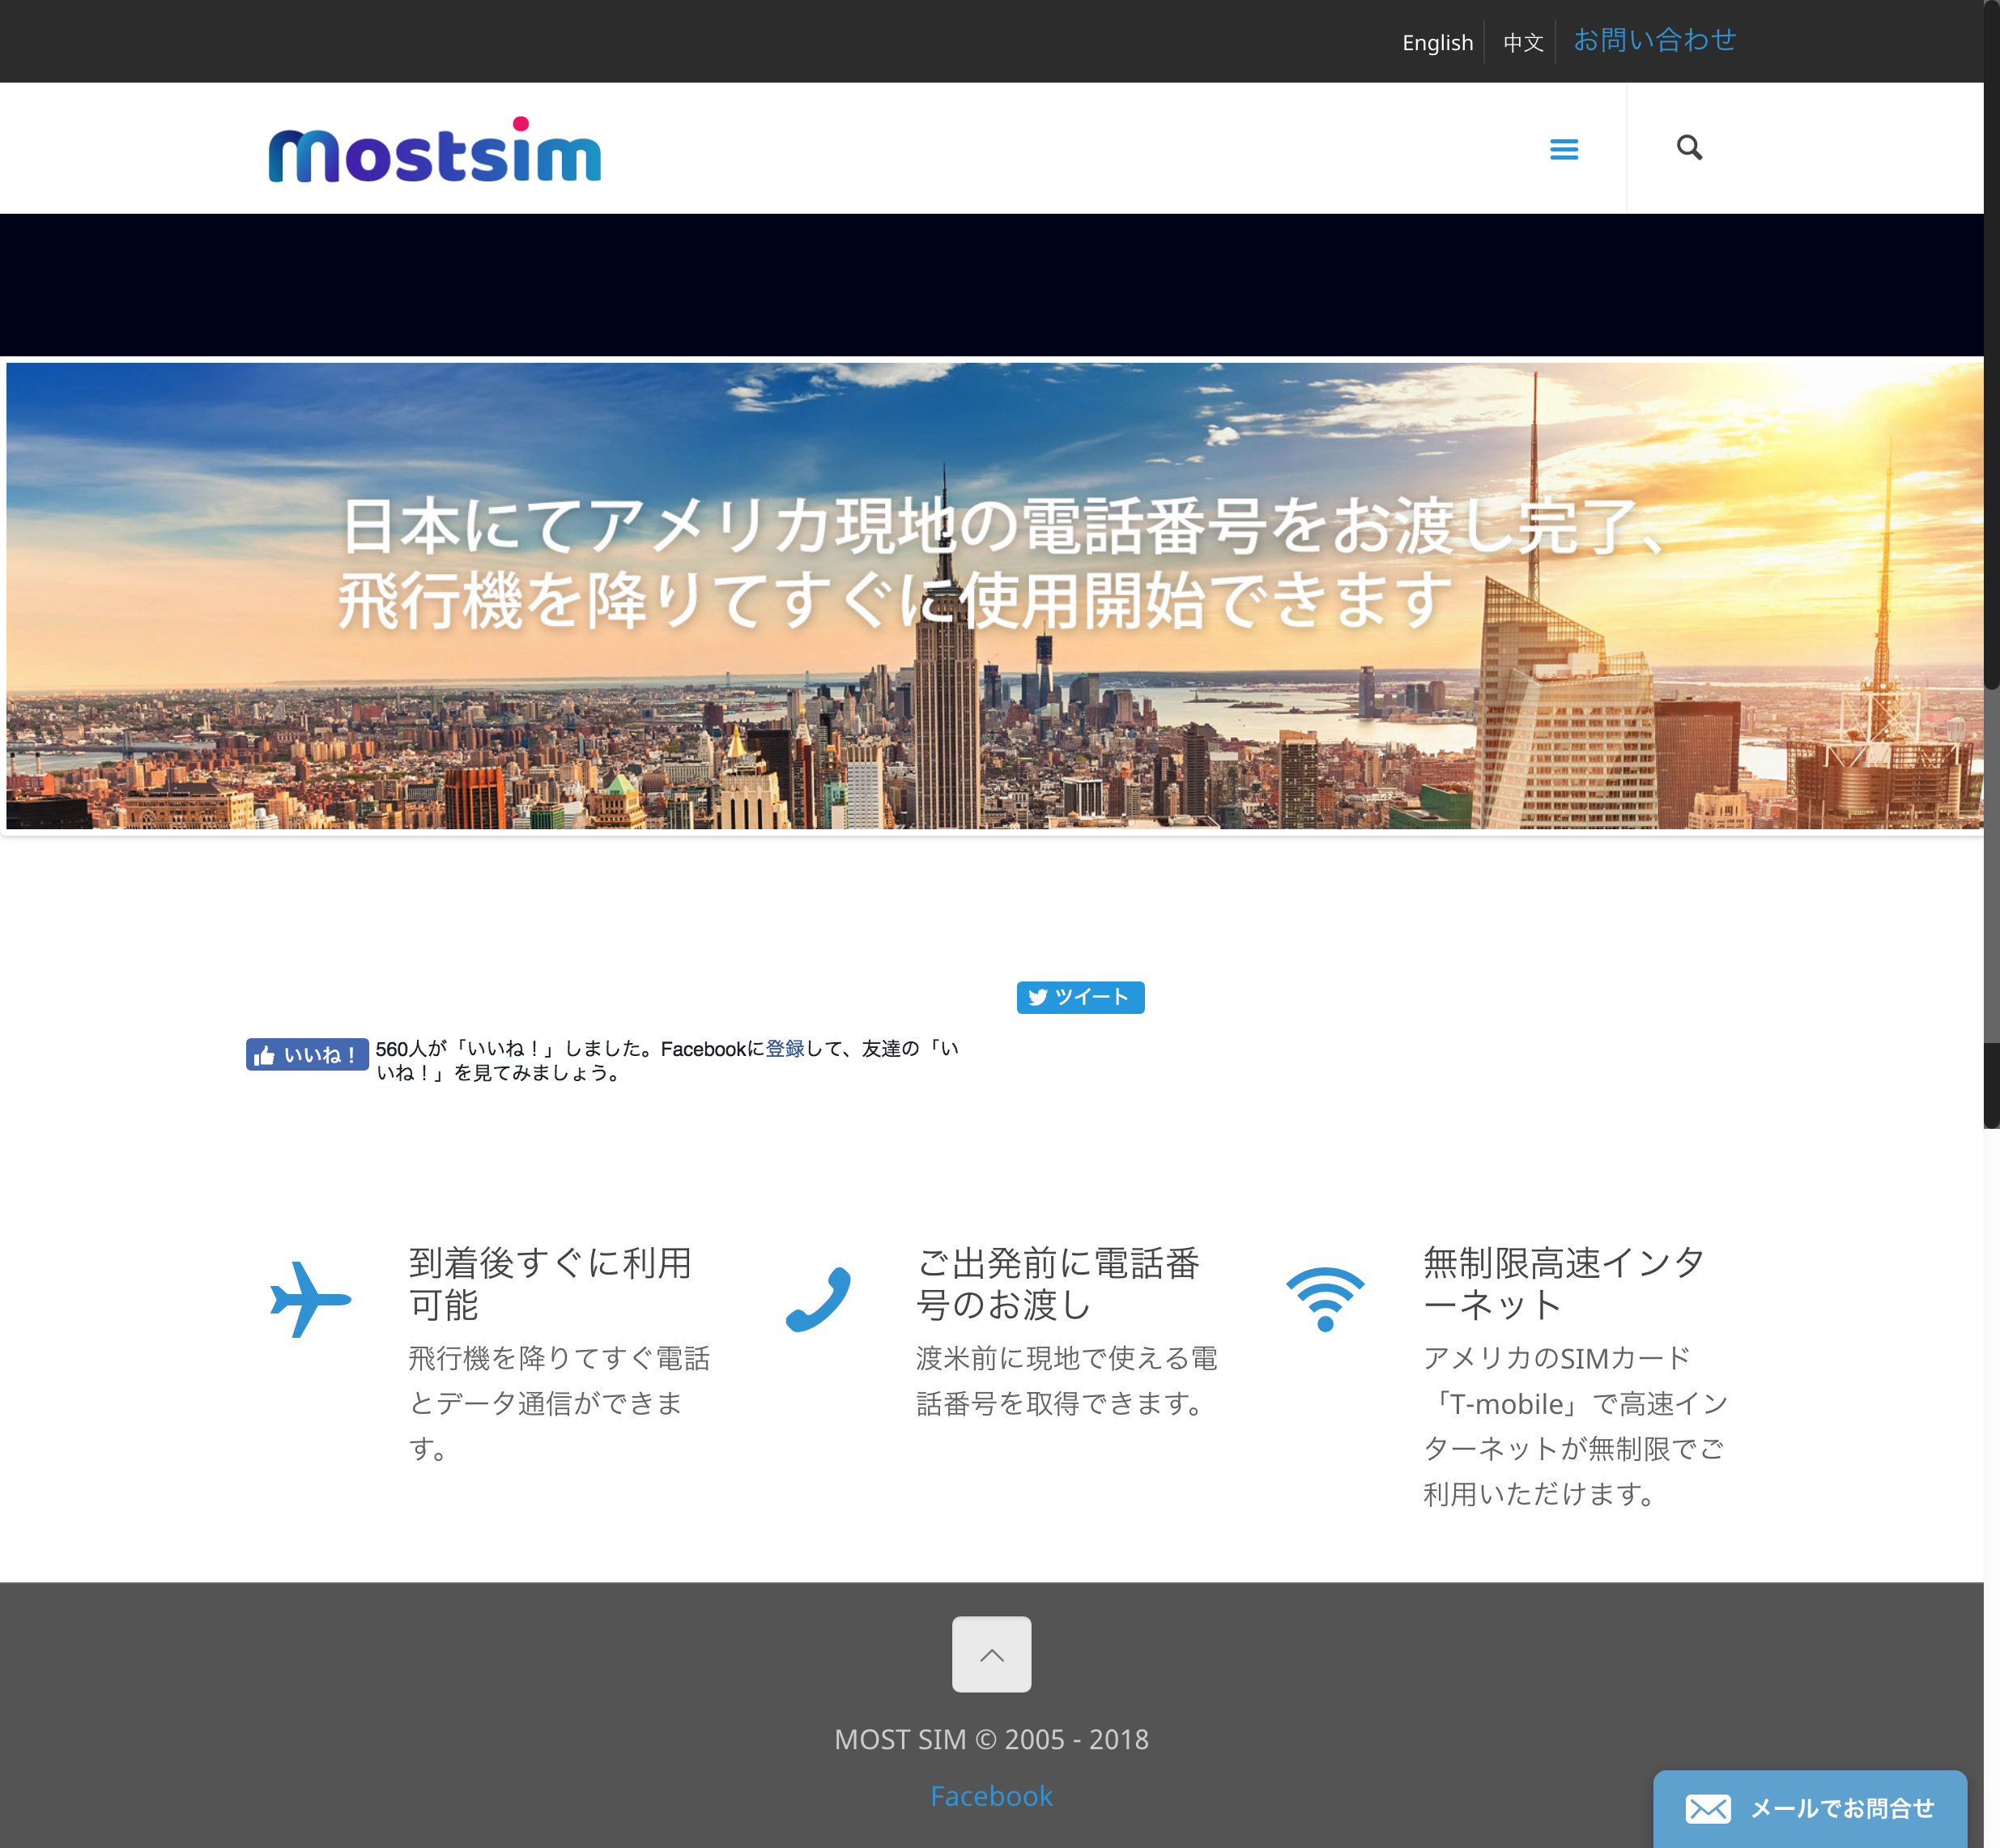 English
中文
お問い合わせ
mostsim
日本にてアメリカ現地の電話番号をお渡し完了、
飛行機を降りてすぐに使用開始できます
ツイート
いいね！
560人が「いいね！」しました。Facebookに登録して、友達の「い
いね！」を見てみましょう。
到着後すぐに利用
可能
飛行機を降りてすぐ電話
とデータ通信ができま
す。
ご出発前に電話番
号のお渡し
渡米前に現地で使える電
話番号を取得できます。
無制限高速インタ
ーネット
アメリカのSIMカード
「T-mobile」で高速イン
ターネットが無制限でご
利用いただけます。
MOST SIM © 2005 - 2018
Facebook
メールでお問合せ